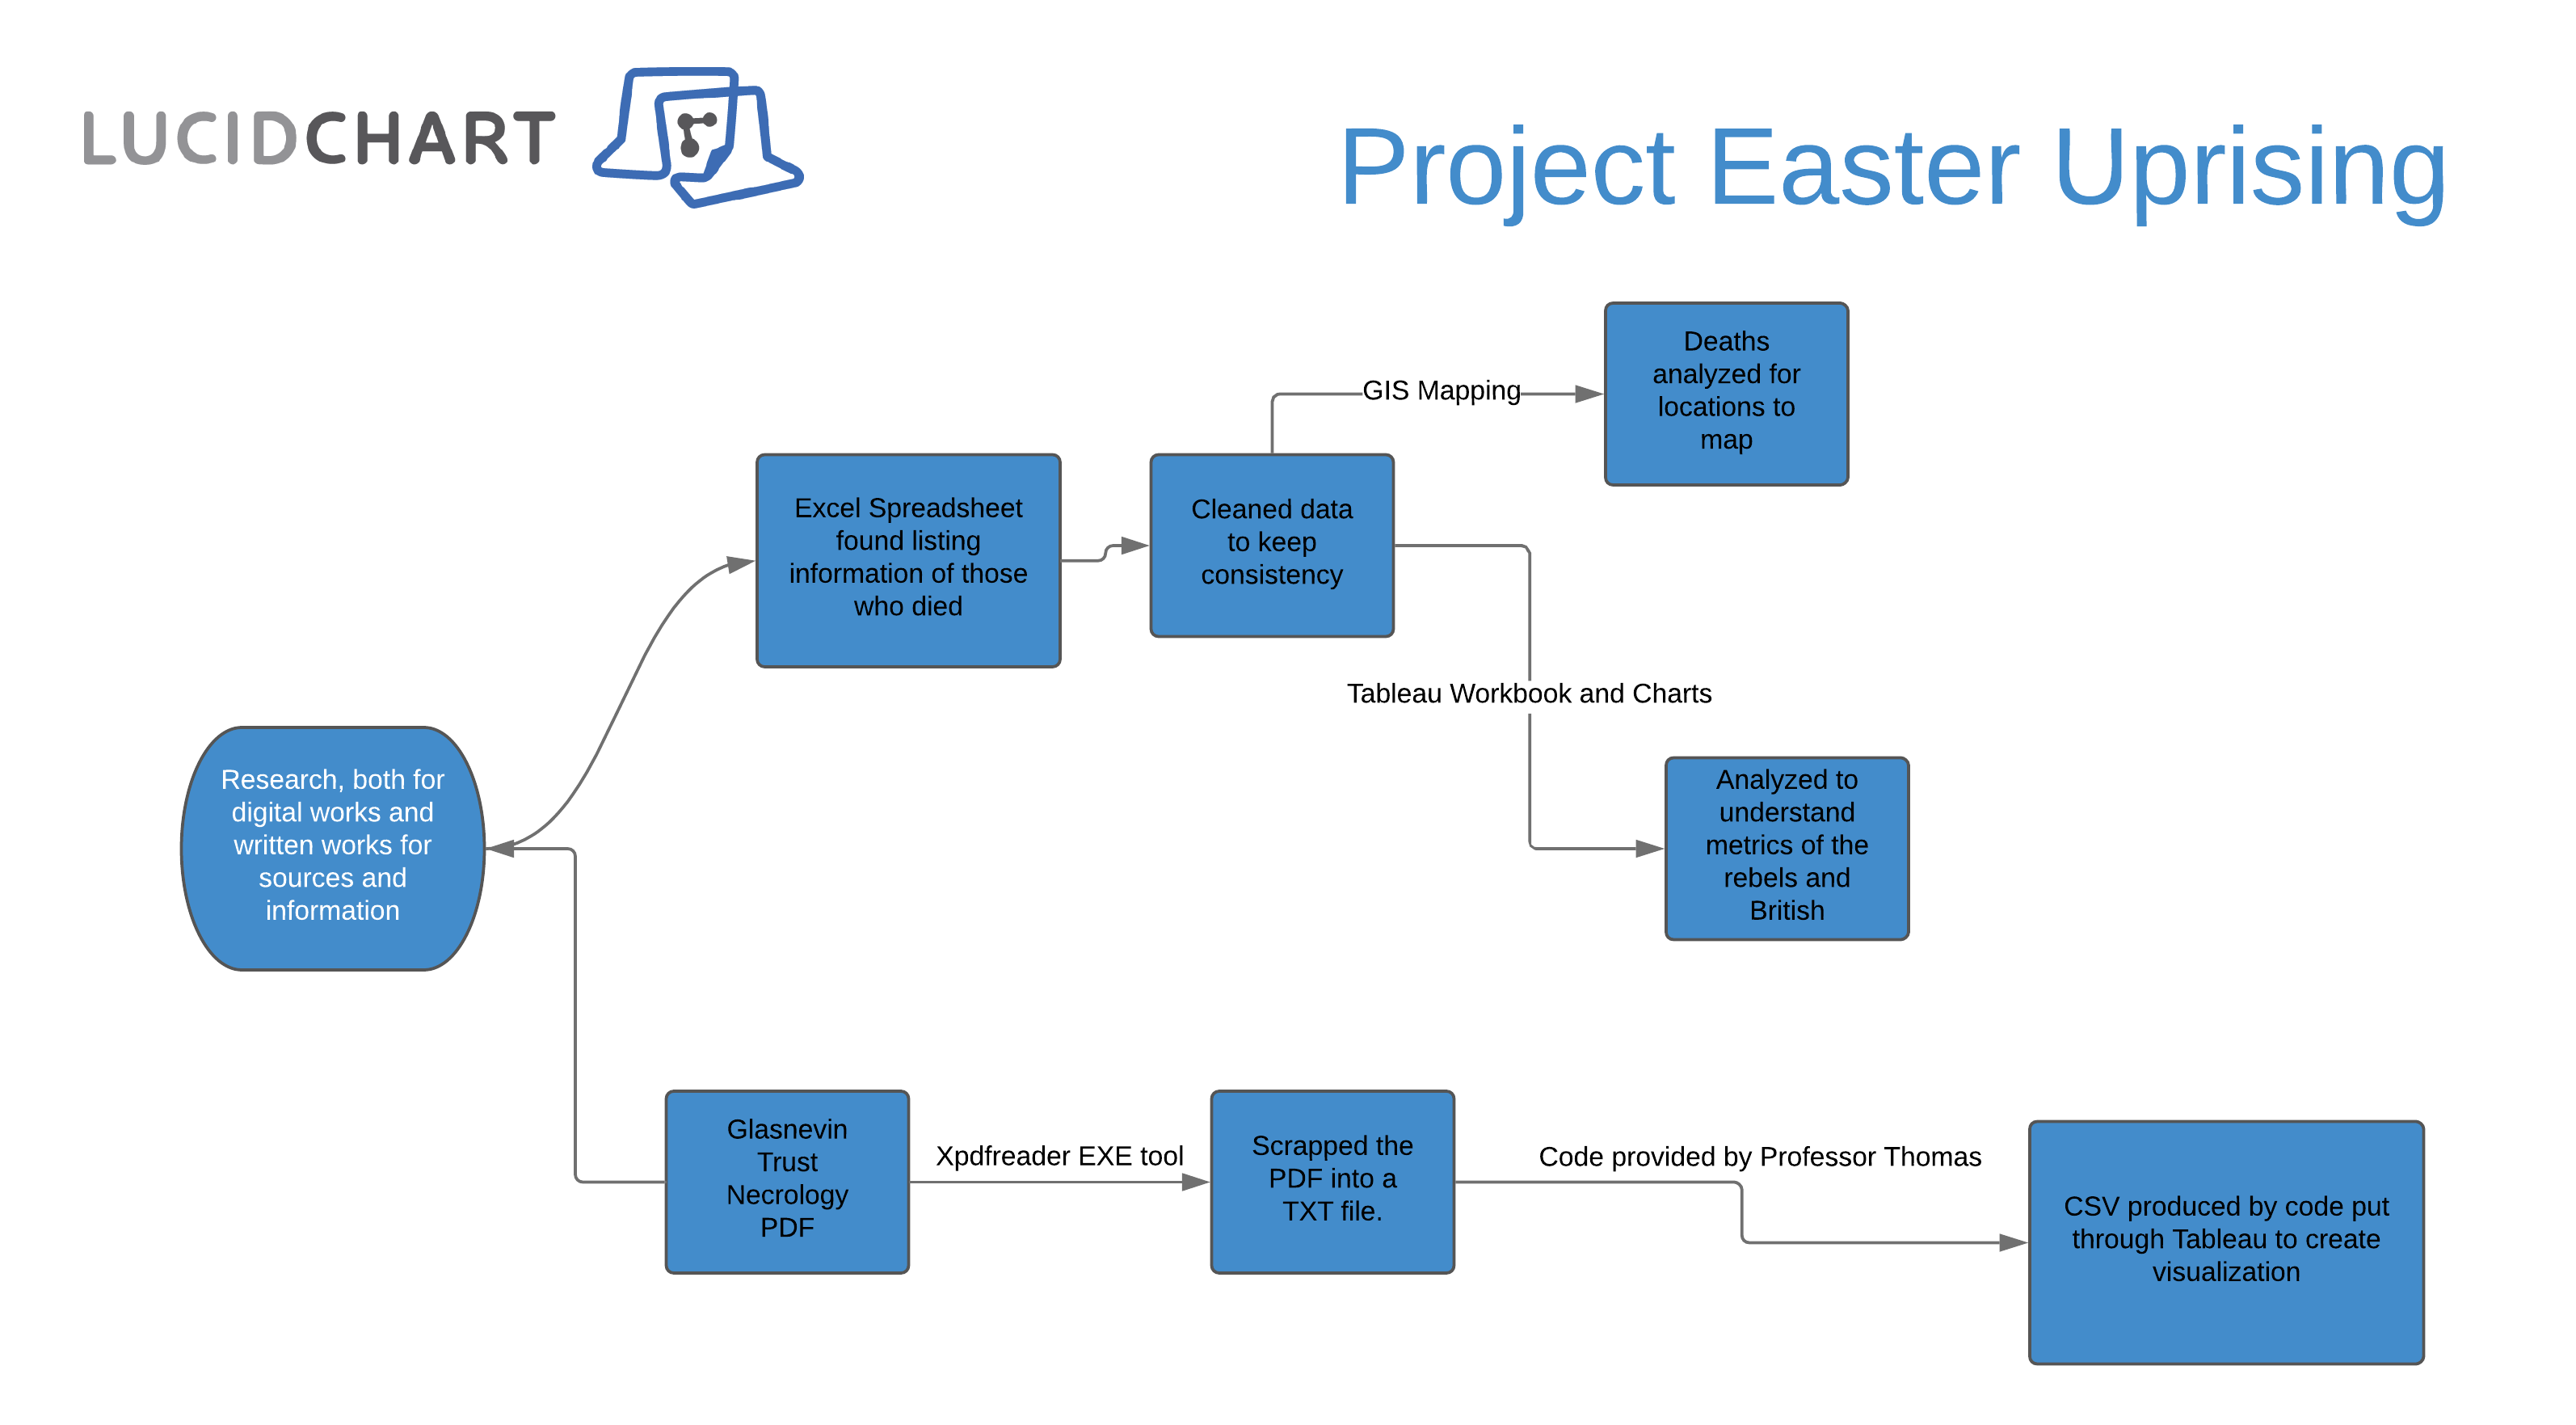 LUCIDCHART
Project Easter Uprising
Deaths
analyzed for
locations to
map
GIS Mapping
Excel Spreadsheet
found listing
information of those
who died
Cleaned data
to keep
consistency
Tableau Workbook and Charts
Research, both for
digital works and
written works for
sources and
information
Analyzed to
understand
metrics of the
rebels and
British
Glasnevin
Trust
Necrology
PDF
Xpdfreader EXE tool
Scrapped the
PDF into a
TXT file.
Code provided by Professor Thomas
CSV produced by code put
through Tableau to create
visualization